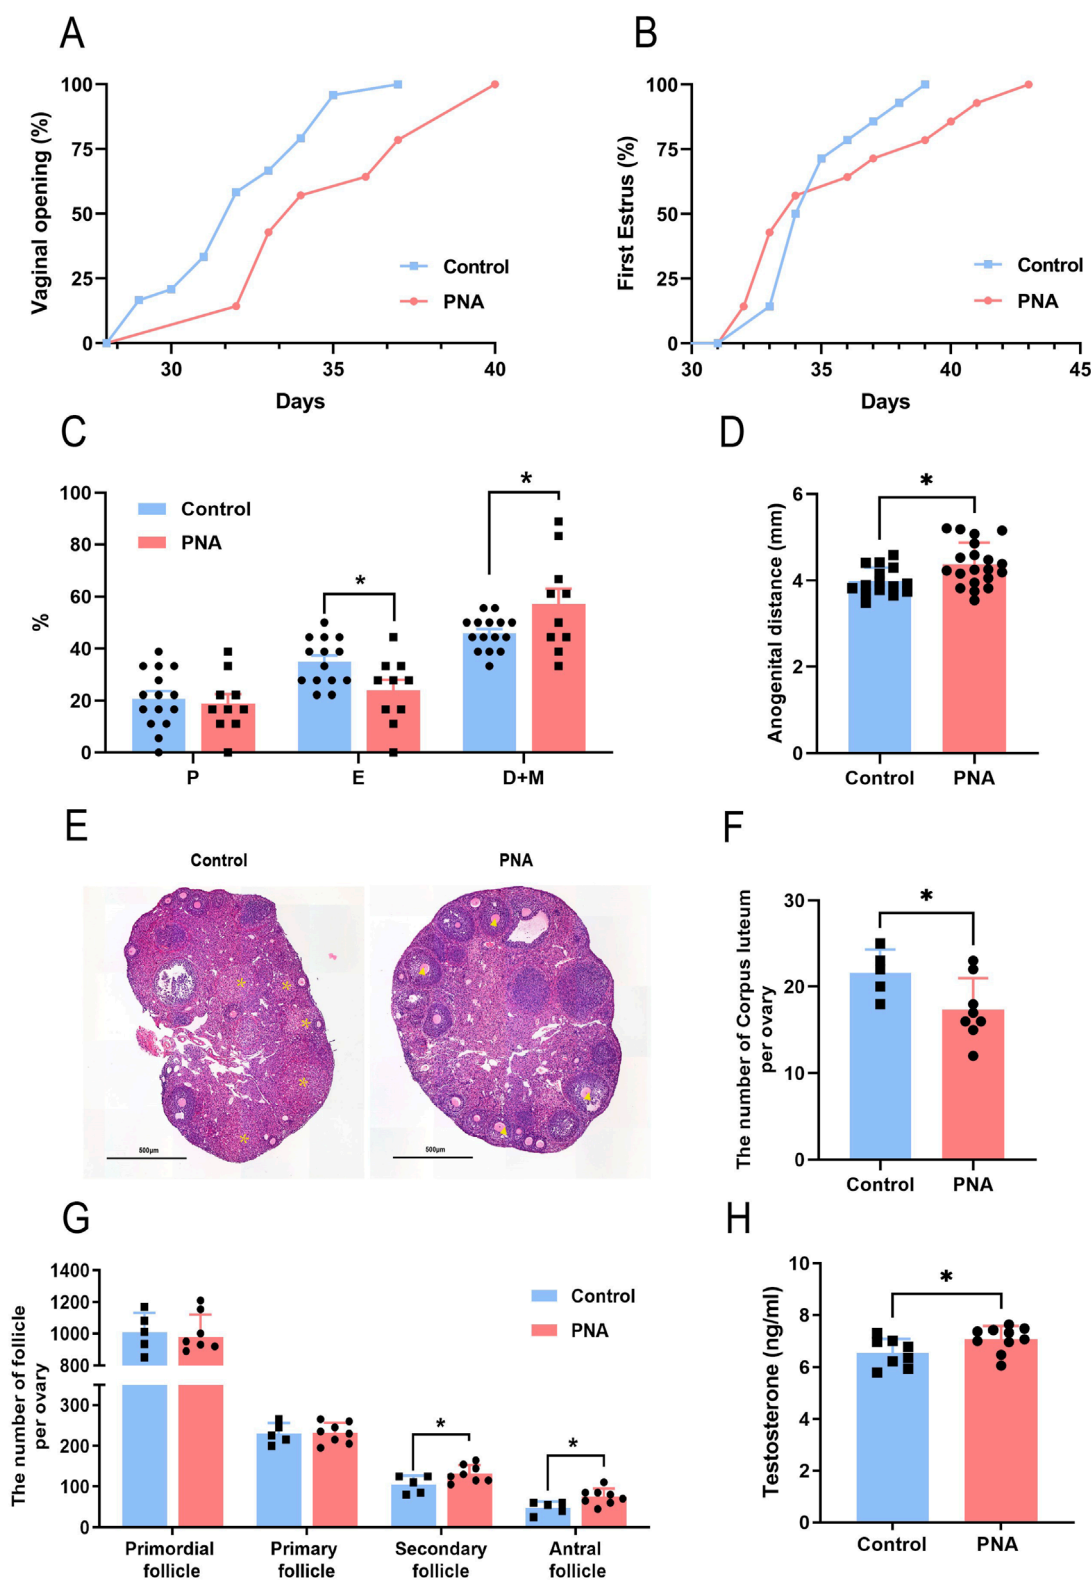 A
Vaginal opening (%)
100
75
50
25
0
30
35
40
Days
Control
PNA
B
First Estrus (%)
100
75
50
25
0
30
35
40
45
Days
Control
PNA
C
%
100
80
60
40
20
0
Control
PNA
*
*
P
E
D+M
D
Anogenital distance (mm)
6
4
2
0
*
Control
PNA
E
Control
PNA
500μm
500μm
F
The number of Corpus luteum
per ovary
30
20
10
0
*
Control
PNA
G
The number of follicle
per ovary
1400
1200
1000
800
300
200
100
0
Control
PNA
*
*
Primordial
follicle
Primary
follicle
Secondary
follicle
Antral
follicle
H
Testosterone (ng/ml)
10
8
6
4
2
0
*
Control
PNA